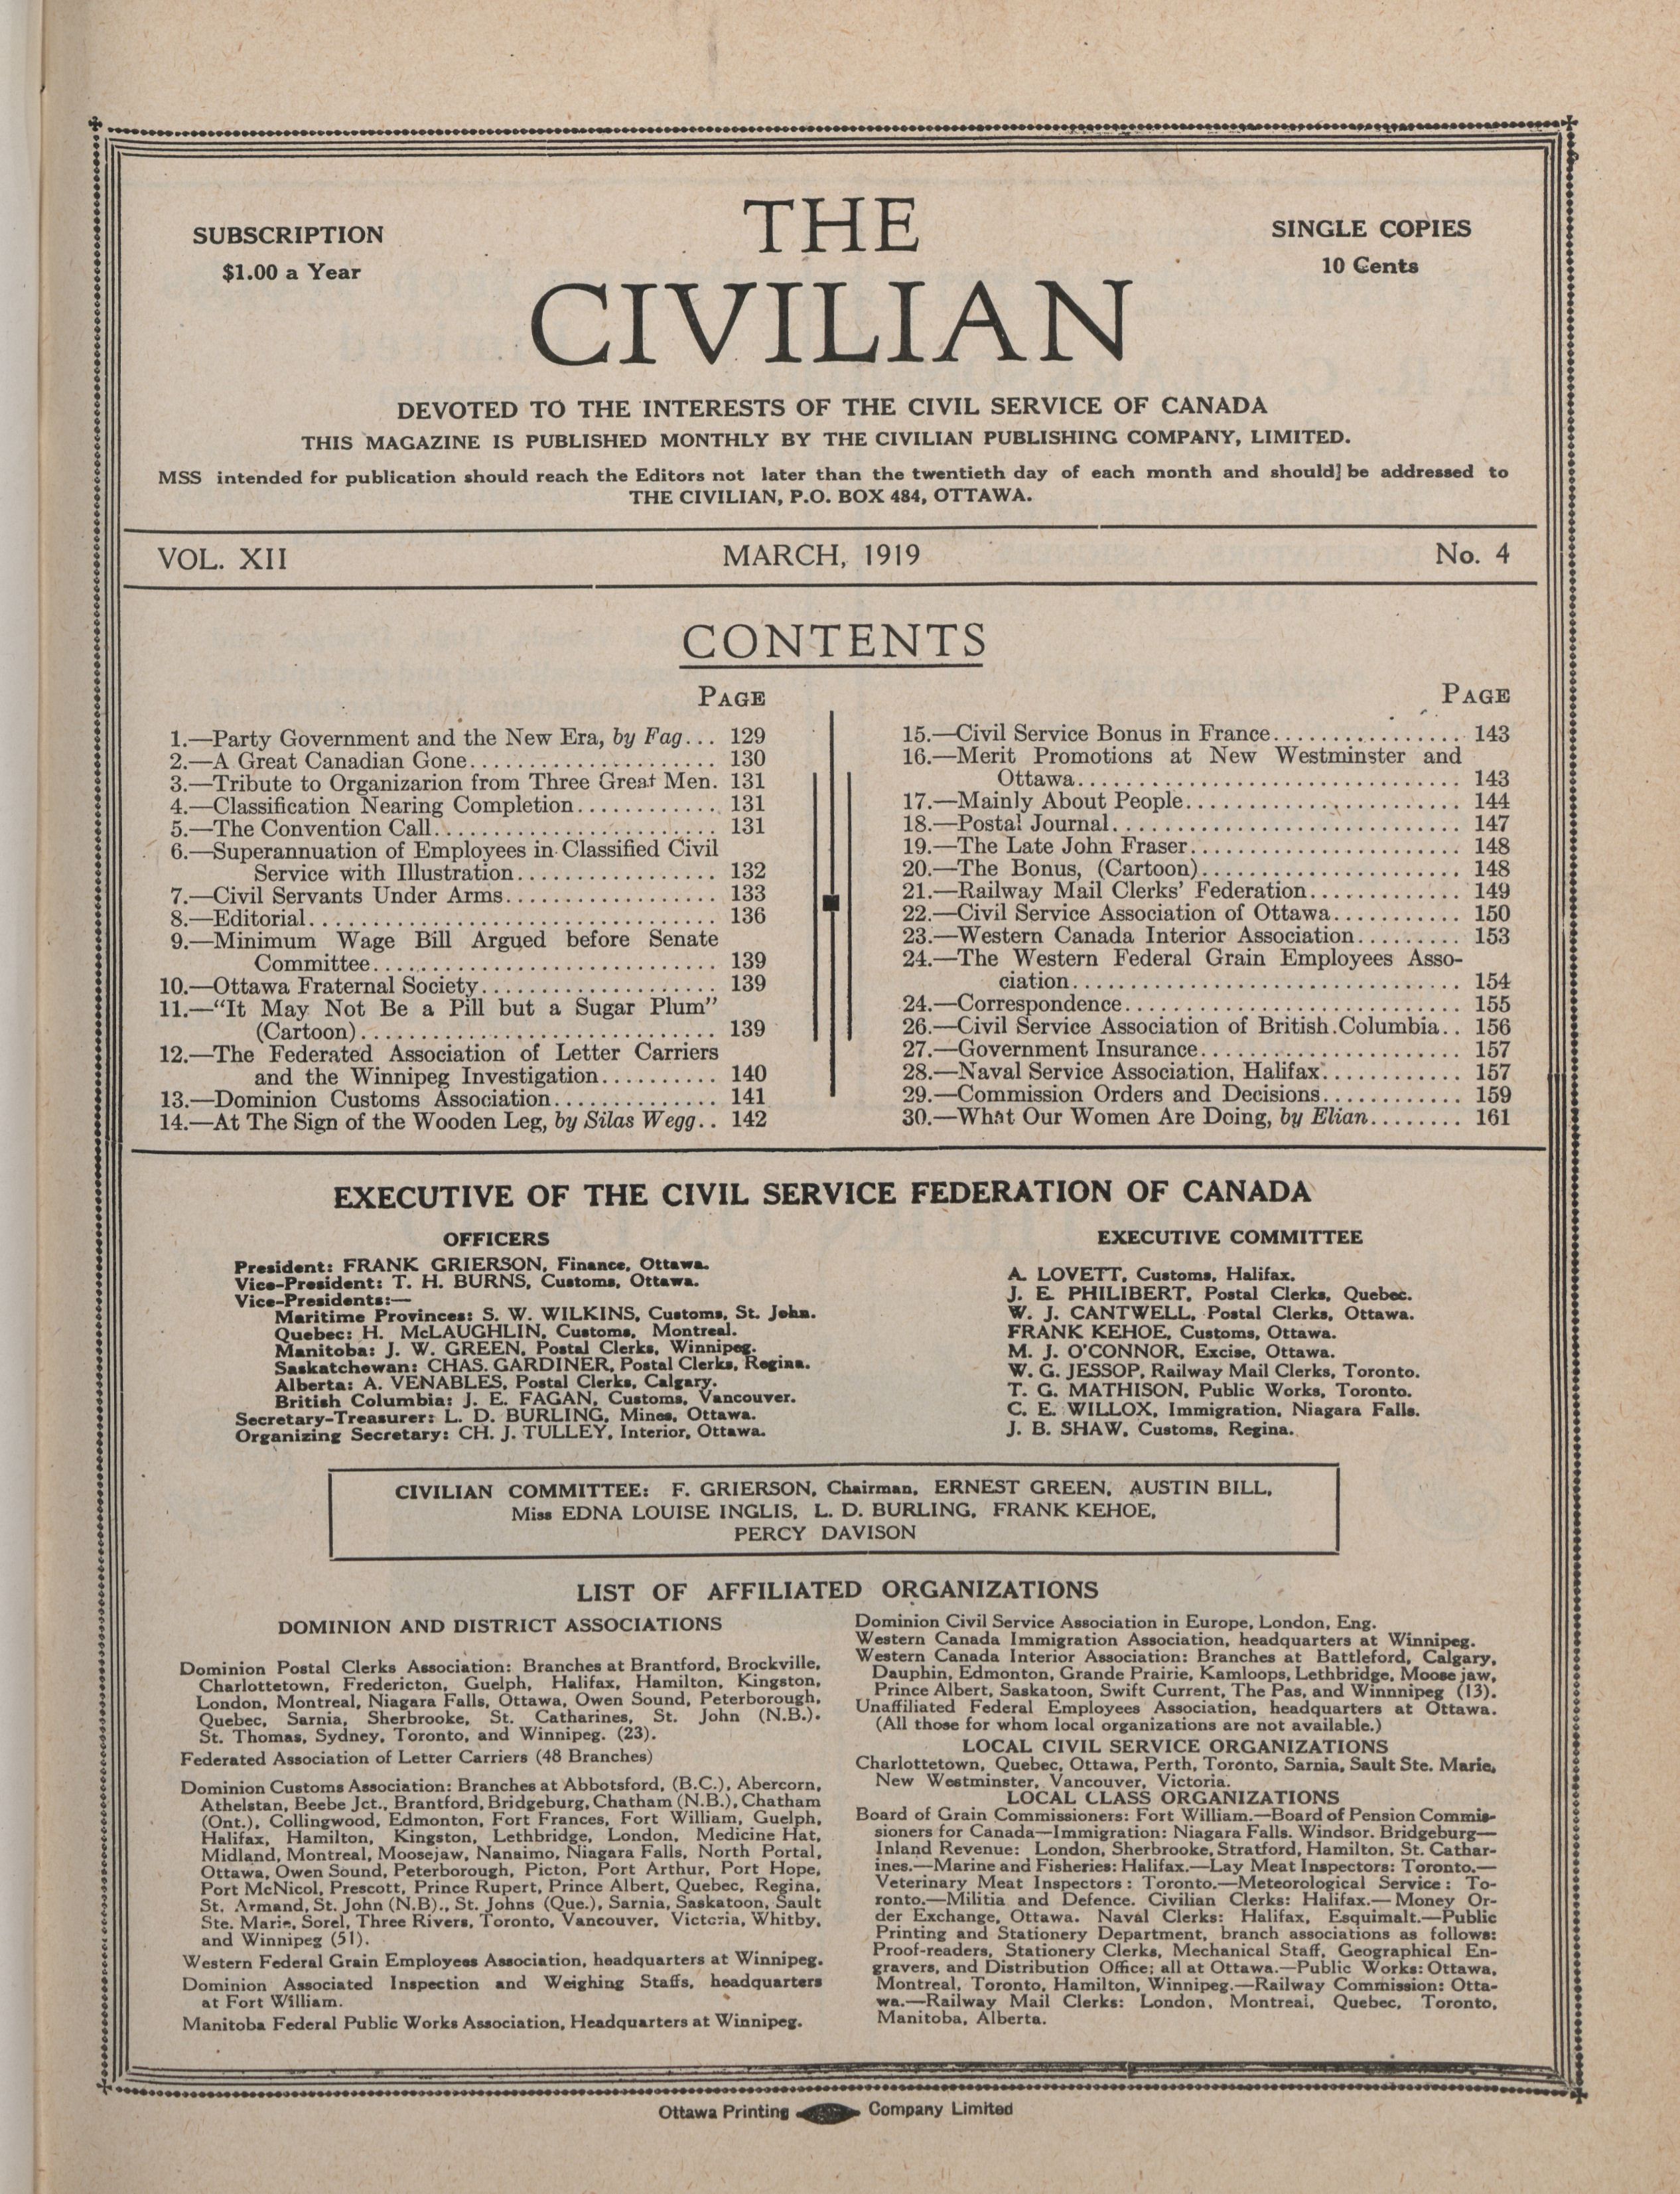 SUBSCRIPTION
$1.00 a Year
THE
CIVILIAN
SINGLE COPIES
10 Cents
DEVOTED TO THE INTERESTS OF THE CIVIL SERVICE OF CANADA
THIS MAGAZINE IS PUBLISHED MONTHLY BY THE CIVILIAN PUBLISHING COMPANY, LIMITED.
MSS intended for publication should reach the Editors not later than the twentieth day of each month and should] be addressed to
THE CIVILIAN, P.O. BOX 484, OTTAWA.
VOL. XII MARCH, 1919 No. 4
CONTENTS
PAGE
1.—Party Government and the New Era, by Fag... 129
2.—A Great Canadian Gone..................... 130
3.—Tribute to Organizarion from Three Great Men. 131
4.—Classification Nearing Completion............ 131
5.—The Convention Call........................ 131
6.—Superannuation of Employees in Classified Civil
Service with Illustration................. 132
7.—Civil Servants Under Arms.................. 133
8.—Editorial.................................. 136
9.—Minimum Wage Bill Argued before Senate
Committee............................. 139
10.—Ottawa Fraternal Society.................... 139
11.—“It May Not Be a Pill but a Sugar Plum”
(Cartoon).............................. 139
12.—The Federated Association of Letter Carriers
and the Winnipeg Investigation.......... 140
13.—Dominion Customs Association.............. 141
14.—At The Sign of the Wooden Leg, by Silas Wegg.. 142
PAGE
15.—Civil Service Bonus in France................ 143
16.—Merit Promotions at New Westminster and
Ottawa................................... 143
17.—Mainly About People....................... 144
18.—Postal Journal.............................. 147
19.—The Late John Fraser....................... 148
20.—The Bonus, (Cartoon)...................... 148
21.—Railway Mail Clerks’ Federation............. 149
22.—Civil Service Association of Ottawa........... 150
23.—Western Canada Interior Association......... 153
24.—The Western Federal Grain Employees Asso-
ciation................................. 154
24.—Correspondence............................ 155
26.—Civil Service Association of British Columbia.. 156
27.—Government Insurance...................... 157
28.—Naval Service Association, Halifax............ 157
29.—Commission Orders and Decisions............ 159
30.—What Our Women Are Doing, by Elian........ 161
EXECUTIVE OF THE CIVIL SERVICE FEDERATION OF CANADA
OFFICERS
President: FRANK GRIERSON, Finance, Ottawa.
Vice-President: T. H. BURNS, Customs, Ottawa.
Vice-Presidents:—
Maritime Provinces: S. W. WILKINS, Customs, St. John.
Quebec: H. McLAUGHLIN, Customs, Montreal.
Manitoba: J. W. GREEN, Postal Clerks, Winnipeg.
Saskatchewan: CHAS. GARDINER, Postal Clerks, Regina.
Alberta: A. VENABLES, Postal Clerks, Calgary.
British Columbia: J. E. FAGAN, Customs, Vancouver.
Secretary-Treasurer: L. D. BURLING, Mines, Ottawa.
Organizing Secretary: CH. J. TULLEY, Interior, Ottawa.
EXECUTIVE COMMITTEE
A. LOVETT, Customs, Halifax.
J. E. PHILIBERT, Postal Clerks, Quebec.
W. J. CANTWELL, Postal Clerks, Ottawa.
FRANK KEHOE, Customs, Ottawa.
M. J. O’CONNOR, Excise, Ottawa.
W. G. JESSOP, Railway Mail Clerks, Toronto.
T. G. MATHISON, Public Works, Toronto.
C. E. WILLOX, Immigration, Niagara Falls.
J. B. SHAW, Customs, Regina.
CIVILIAN COMMITTEE: F. GRIERSON, Chairman, ERNEST GREEN, AUSTIN BILL,
Miss EDNA LOUISE INGLIS, L. D. BURLING, FRANK KEHOE,
PERCY DAVISON
LIST OF AFFILIATED ORGANIZATIONS
DOMINION AND DISTRICT ASSOCIATIONS
Dominion Postal Clerks Association: Branches at Brantford, Brockville,
Charlottetown, Fredericton, Guelph, Halifax, Hamilton, Kingston,
London, Montreal, Niagara Falls, Ottawa, Owen Sound, Peterborough,
Quebec, Sarnia, Sherbrooke, St. Catharines, St. John (N.B.).
St. Thomas, Sydney, Toronto, and Winnipeg. (23).
Federated Association of Letter Carriers (48 Branches)
Dominion Customs Association: Branches at Abbotsford, (B.C.), Abercorn,
Athelstan, Beebe Jct., Brantford, Bridgeburg, Chatham (N.B.), Chatham
(Ont.), Collingwood, Edmonton, Fort Frances, Fort William, Guelph,
Halifax, Hamilton, Kingston, Lethbridge, London, Medicine Hat,
Midland, Montreal, Moosejaw, Nanaimo, Niagara Falls, North Portal,
Ottawa, Owen Sound, Peterborough, Picton, Port Arthur, Port Hope,
Port McNicol, Prescott, Prince Rupert, Prince Albert, Quebec, Regina,
St. Armand, St. John (N.B)., St. Johns (Que.), Sarnia, Saskatoon, Sault
Ste. Marie, Sorel, Three Rivers, Toronto, Vancouver, Victoria, Whitby,
and Winnipeg (51).
Western Federal Grain Employees Association, headquarters at Winnipeg.
Dominion Associated Inspection and Weighing Staffs, headquarters
at Fort William.
Manitoba Federal Public Works Association, Headquarters at Winnipeg.
Dominion Civil Service Association in Europe, London, Eng.
Western Canada Immigration Association, headquarters at Winnipeg.
Western Canada Interior Association: Branches at Battleford, Calgary,
Dauphin, Edmonton, Grande Prairie, Kamloops, Lethbridge, Moose jaw,
Prince Albert, Saskatoon, Swift Current, The Pas, and Winnnipeg (13).
Unaffiliated Federal Employees Association, headquarters at Ottawa.
(All those for whom local organizations are not available.)
LOCAL CIVIL SERVICE ORGANIZATIONS
Charlottetown, Quebec, Ottawa, Perth, Toronto, Sarnia, Sault Ste. Marie,
New Westminster, Vancouver, Victoria.
LOCAL CLASS ORGANIZATIONS
Board of Grain Commissioners: Fort William.—Board of Pension Commis-
sioners for Canada—Immigration: Niagara Falls. Windsor. Bridgeburg—
Inland Revenue: London, Sherbrooke, Stratford, Hamilton, St. Cathar-
ines.—Marine and Fisheries: Halifax.—Lay Meat Inspectors: Toronto.—
Veterinary Meat Inspectors: Toronto.—Meteorological Service: To-
ronto.—Militia and Defence. Civilian Clerks: Halifax.—Money Or-
der Exchange, Ottawa. Naval Clerks: Halifax, Esquimalt.—Public
Printing and Stationery Department, branch associations as follows:
Proof-readers, Stationery Clerks, Mechanical Staff, Geographical En-
gravers, and Distribution Office; all at Ottawa.—Public Works: Ottawa,
Montreal, Toronto, Hamilton, Winnipeg.—Railway Commission: Otta-
wa.—Railway Mail Clerks: London, Montreal, Quebec, Toronto,
Manitoba, Alberta.
Ottawa Printing Company Limited